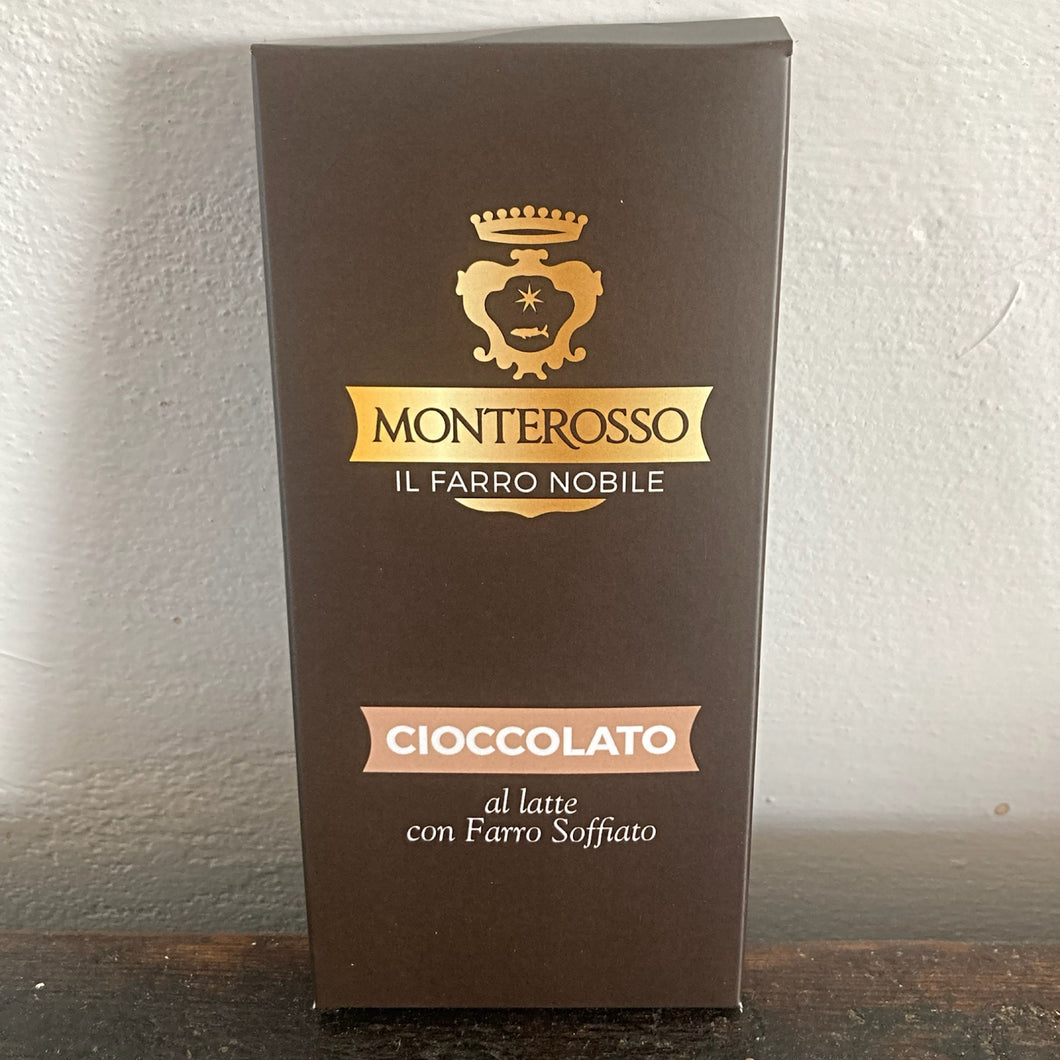 MONTEROSSO
IL FARRO NOBILE
CIOCCOLATO
al latte
con Farro Soffiato